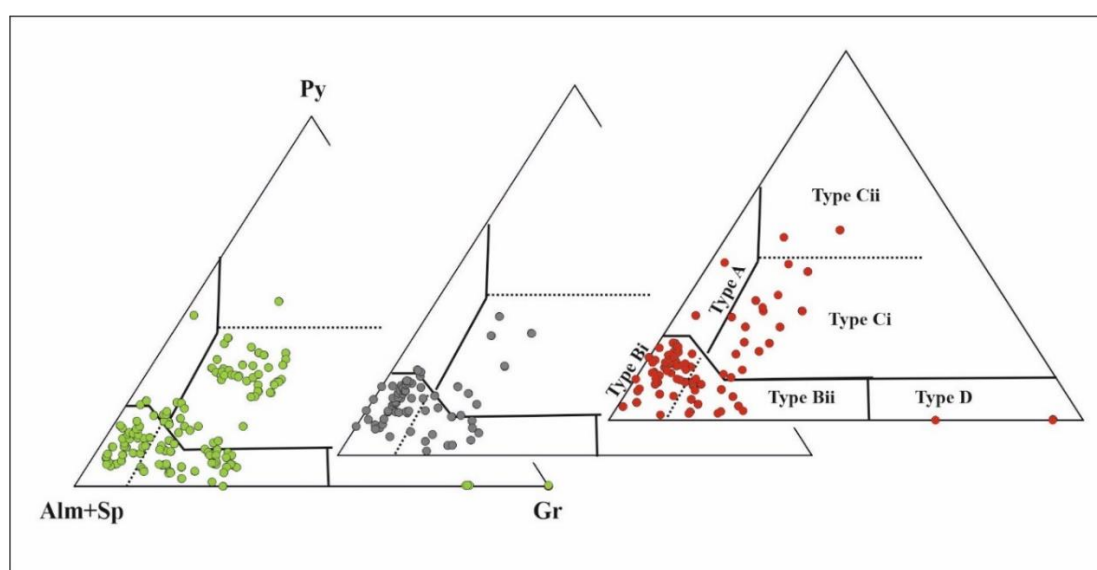 Py
Type Cii
Type A
Type Ci
Type Bi
Type Bii
Type D
Alm+Sp
Gr